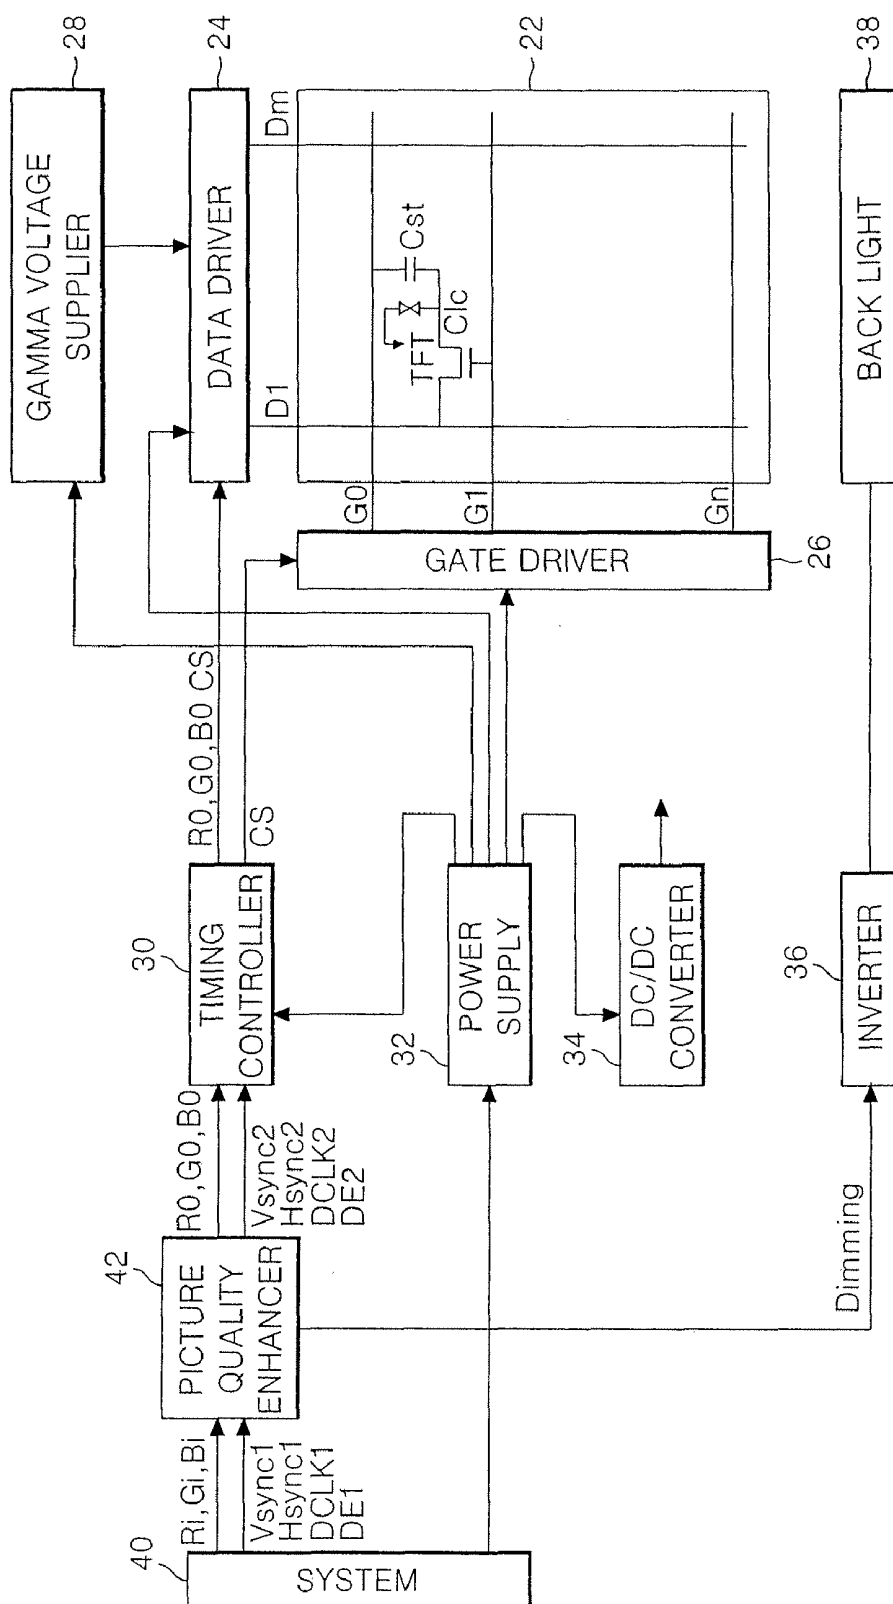 28
GAMMA VOLTAGE
SUPPLIER
24
DATA DRIVER
22
D1
Dm
G0
G1
Gn
TFT
Clc
Cst
GATE DRIVER
26
38
BACK LIGHT
R0,G0,B0 CS
CS
30
TIMING
CONTROLLER
32
POWER
SUPPLY
34
DC/DC
CONVERTER
36
INVERTER
R0,G0,B0
Vsync2
Hsync2
DCLK2
DE2
Dimming
42
PICTURE
QUALITY
ENHANCER
Ri,Gi,Bi
Vsync1
Hsync1
DCLK1
DE1
40
SYSTEM